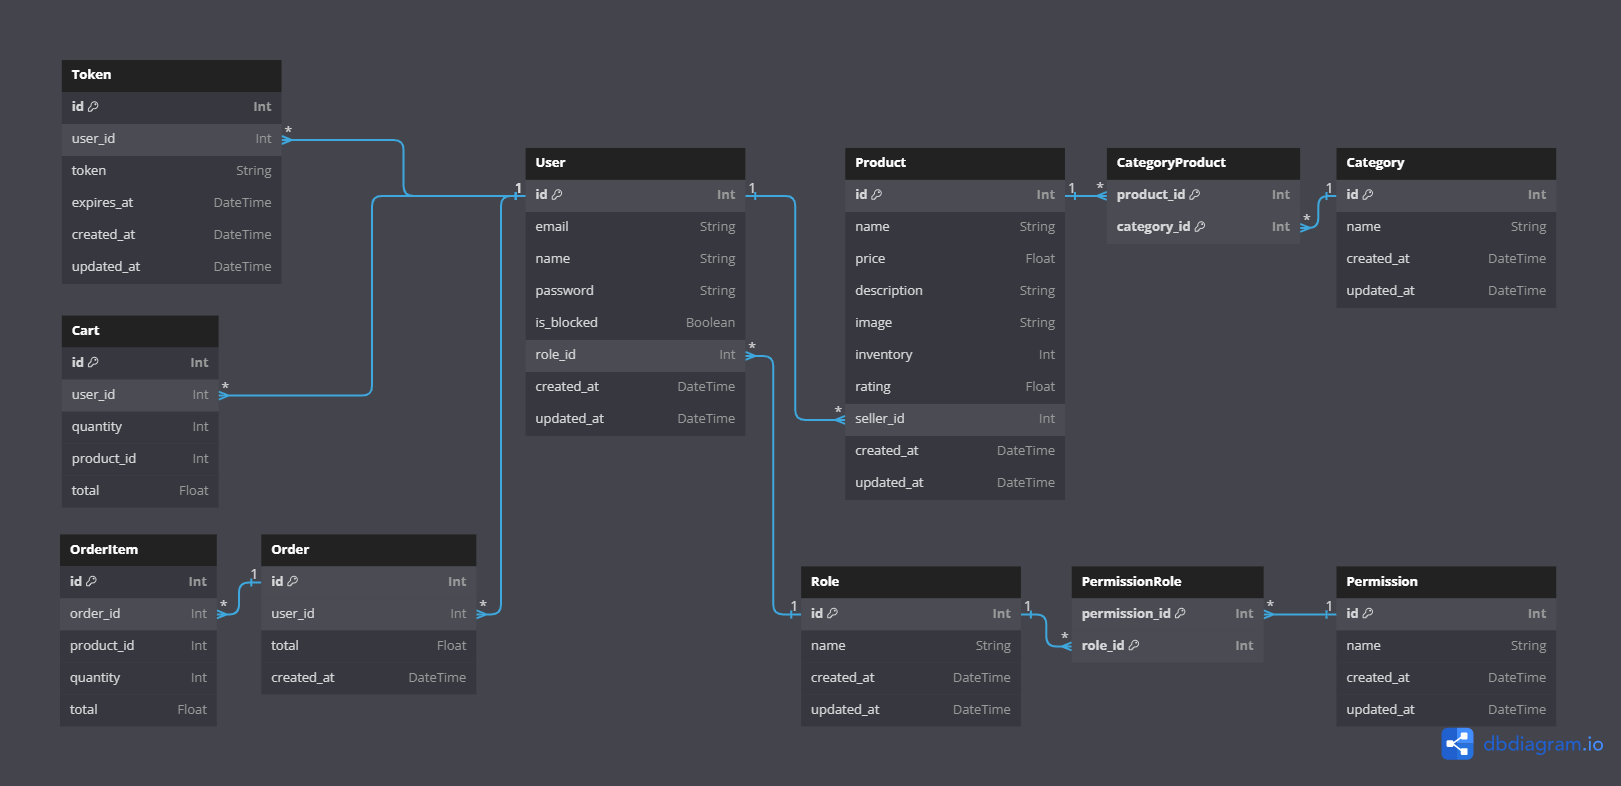 Token
id Int
user_id Int
token String
expires_at DateTime
created_at DateTime
updated_at DateTime
*
Cart
id Int
user_id Int
quantity Int
product_id Int
total Float
*
OrderItem
id Int
order_id Int
product_id Int
quantity Int
total Float
*
1
Order
id Int
user_id Int
total Float
created_at DateTime
*
1
User
id Int
email String
name String
password String
is_blocked Boolean
role_id Int
created_at DateTime
updated_at DateTime
1
*
*
Product
id Int
name String
price Float
description String
image String
inventory Int
rating Float
seller_id Int
created_at DateTime
updated_at DateTime
1
*
CategoryProduct
product_id Int
category_id Int
*
1
Category
id Int
name String
created_at DateTime
updated_at DateTime
1
Role
id Int
name String
created_at DateTime
updated_at DateTime
1
*
PermissionRole
permission_id Int
role_id Int
*
1
Permission
id Int
name String
created_at DateTime
updated_at DateTime
dbdiagram.io